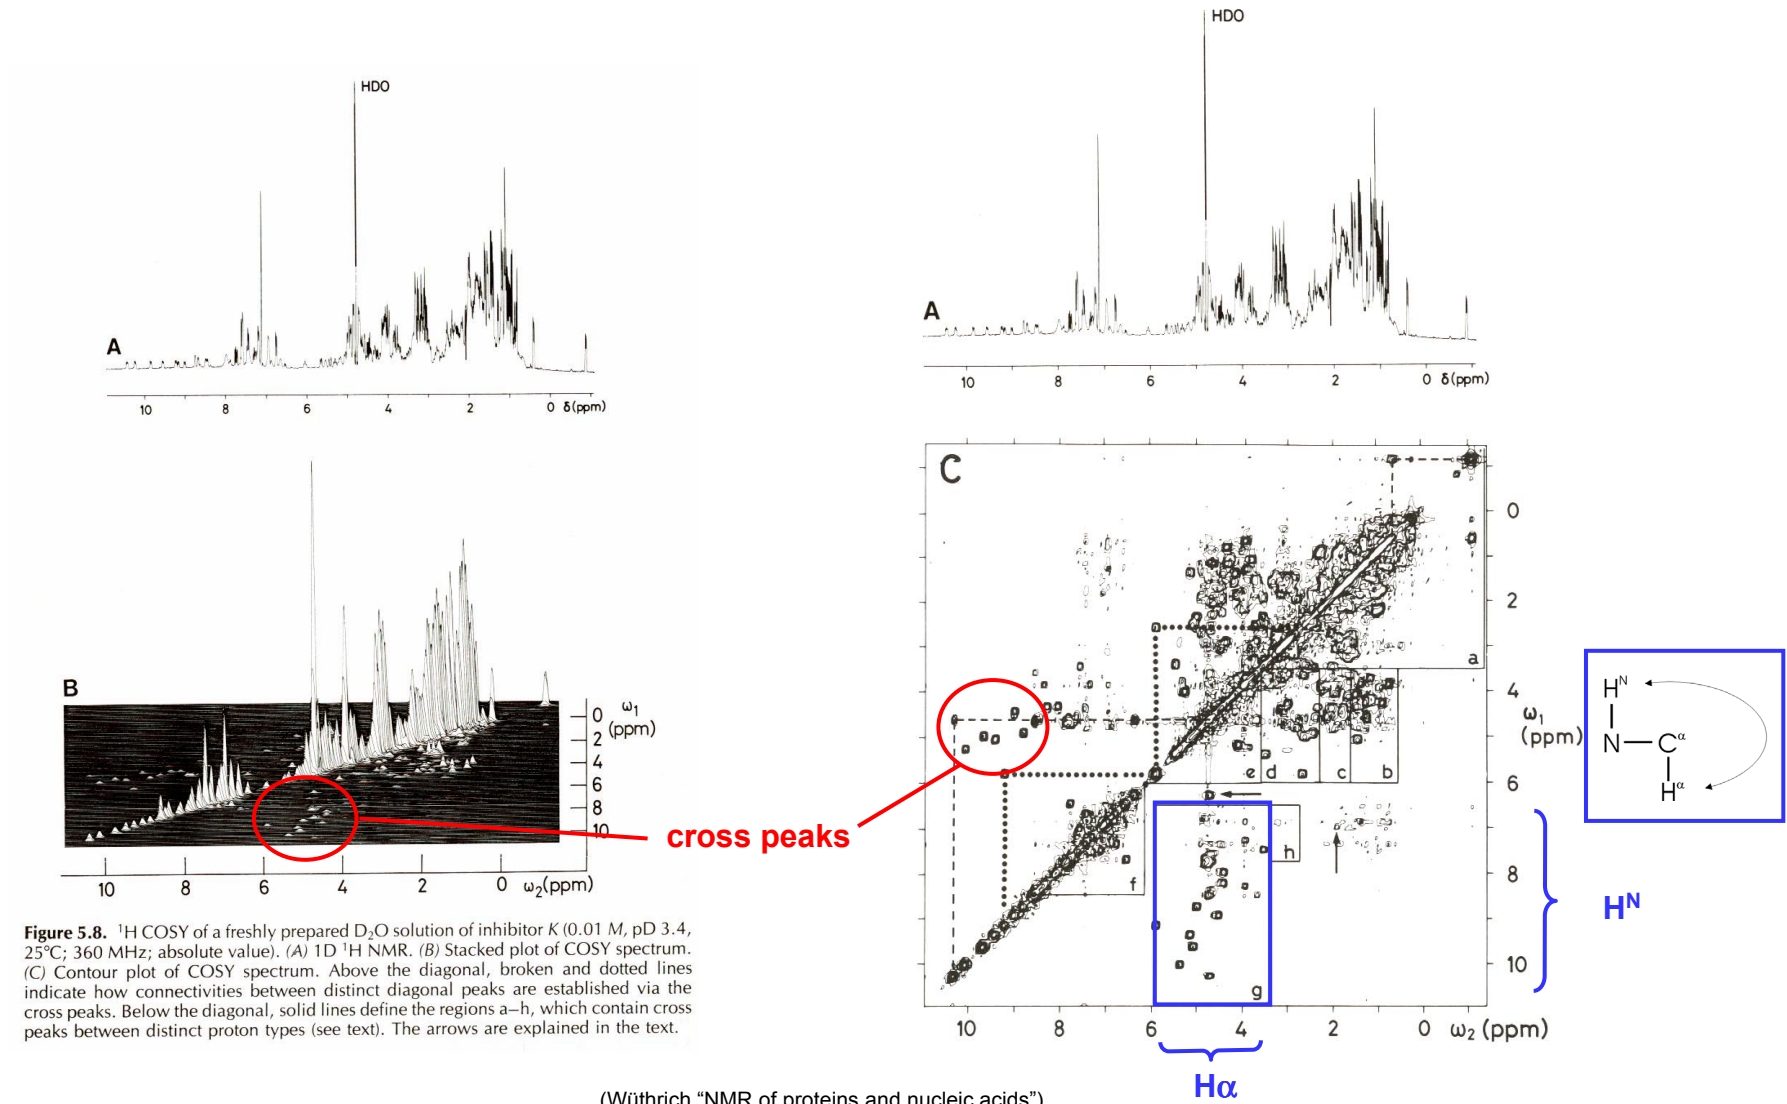 HDO
A
10 8 6 4 2 0 δ(ppm)
B
ω₁
(ppm)
0
2
4
6
8
10
10 8 6 4 2 0 ω₂(ppm)
cross peaks
Figure 5.8. ¹H COSY of a freshly prepared D₂O solution of inhibitor K (0.01 M, pD 3.4,
25°C; 360 MHz; absolute value). (A) 1D ¹H NMR. (B) Stacked plot of COSY spectrum.
(C) Contour plot of COSY spectrum. Above the diagonal, broken and dotted lines
indicate how connectivities between distinct diagonal peaks are established via the
cross peaks. Below the diagonal, solid lines define the regions a–h, which contain cross
peaks between distinct proton types (see text). The arrows are explained in the text.
HDO
A
10 8 6 4 2 0 δ(ppm)
C
0
2
a
4
ω₁
(ppm)
e d c b
6
h
f
8
10
g
10 8 6 4 2 0 ω₂(ppm)
Hα
Hᴺ
Hᴺ
N Cᵅ
Hᵅ
(Wüthrich “NMR of proteins and nucleic acids”)